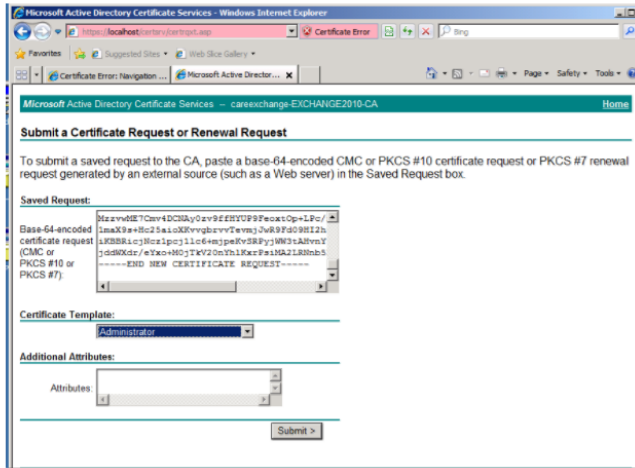 Microsoft Active Directory Certificate Services - Windows Internet Explorer
https://localhost/certsrv/certrqxt.asp
Certificate Error
Bing
Favorites
Suggested Sites
Web Slice Gallery
Certificate Error: Navigation ...
Microsoft Active Director...
Page
Safety
Tools
Microsoft Active Directory Certificate Services -- careexchange-EXCHANGE2010-CA
Home
Submit a Certificate Request or Renewal Request
To submit a saved request to the CA, paste a base-64-encoded CMC or PKCS #10 certificate request or PKCS #7 renewal
request generated by an external source (such as a Web server) in the Saved Request box.
Saved Request:
Base-64-encoded
certificate request
(CMC or
PKCS #10 or
PKCS #7):
-----END NEW CERTIFICATE REQUEST-----
Certificate Template:
Administrator
Additional Attributes:
Attributes:
Submit >